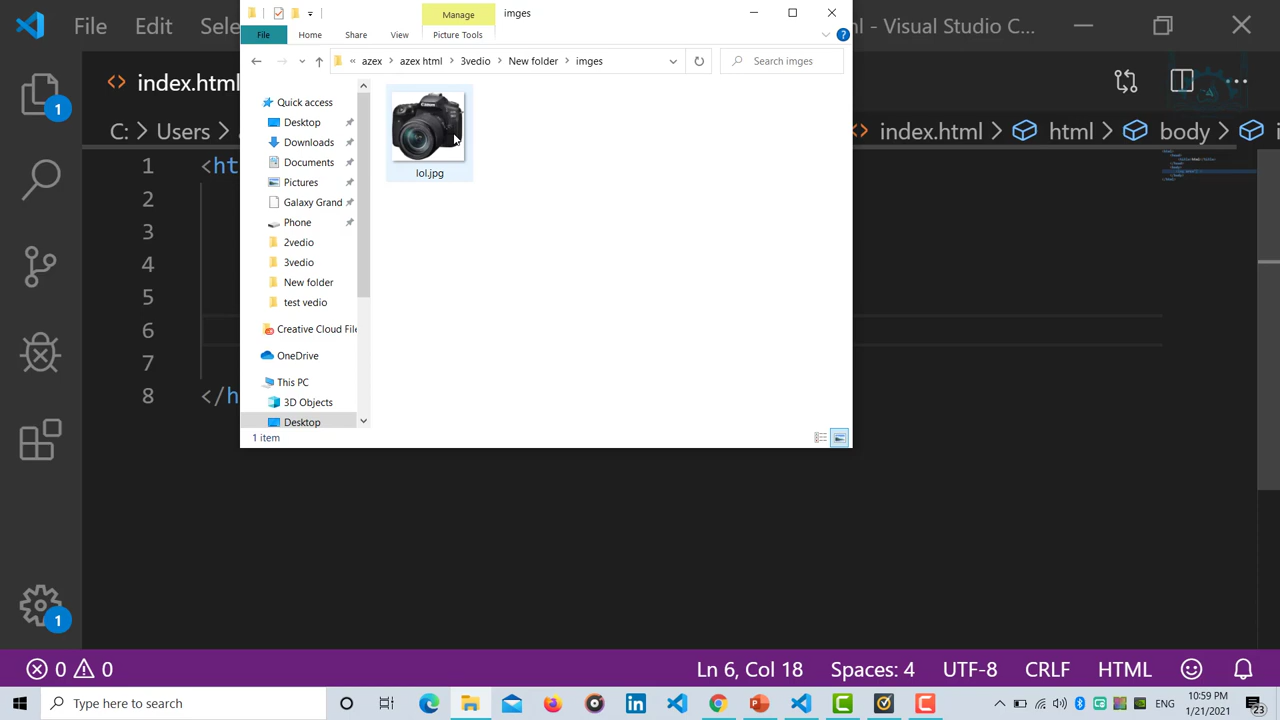 File Edit Sele
ml - Visual Studio C...
Manage
imges
File Home Share View Picture Tools
« azex azex html 3vedio New folder imges
Search imges
index.html
C: > Users >
index.html > html > body >
Quick access
Desktop
Downloads
Documents
Pictures
Galaxy Grand
Phone
2vedio
3vedio
New folder
test vedio
Creative Cloud File
OneDrive
This PC
3D Objects
Desktop
lol.jpg
Canon
1 item
1
1 <ht
2
3
4
5
6
7
8 </h
1
0 0
Ln 6, Col 18 Spaces: 4 UTF-8 CRLF HTML
Type here to search
ENG
10:59 PM
1/21/2021
23